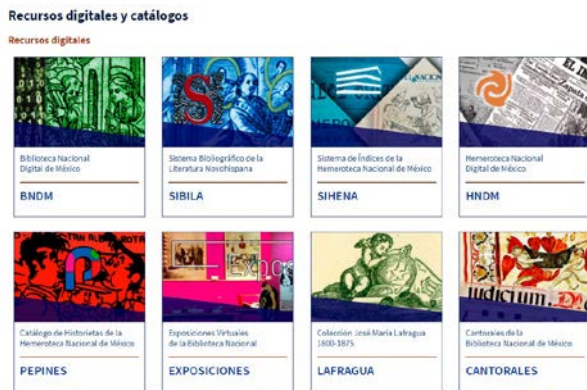 Recursos digitales y catálogos
Recursos digitales
Biblioteca Nacional
Digital de México
BNDM
S
Sistema Bibliográfico de la
Literatura Novohispana
SIBILA
Sistema de Índices de la
Hemeroteca Nacional de México
SIHENA
Hemeroteca Nacional
Digital de México
HNDM
Catálogo de Historietas de la
Hemeroteca Nacional de México
PEPINES
Expos
Exposiciones Virtuales
de la Biblioteca Nacional
EXPOSICIONES
Colección José María Lafragua
1800-1875
LAFRAGUA
Cantorales de la
Biblioteca Nacional de México
CANTORALES